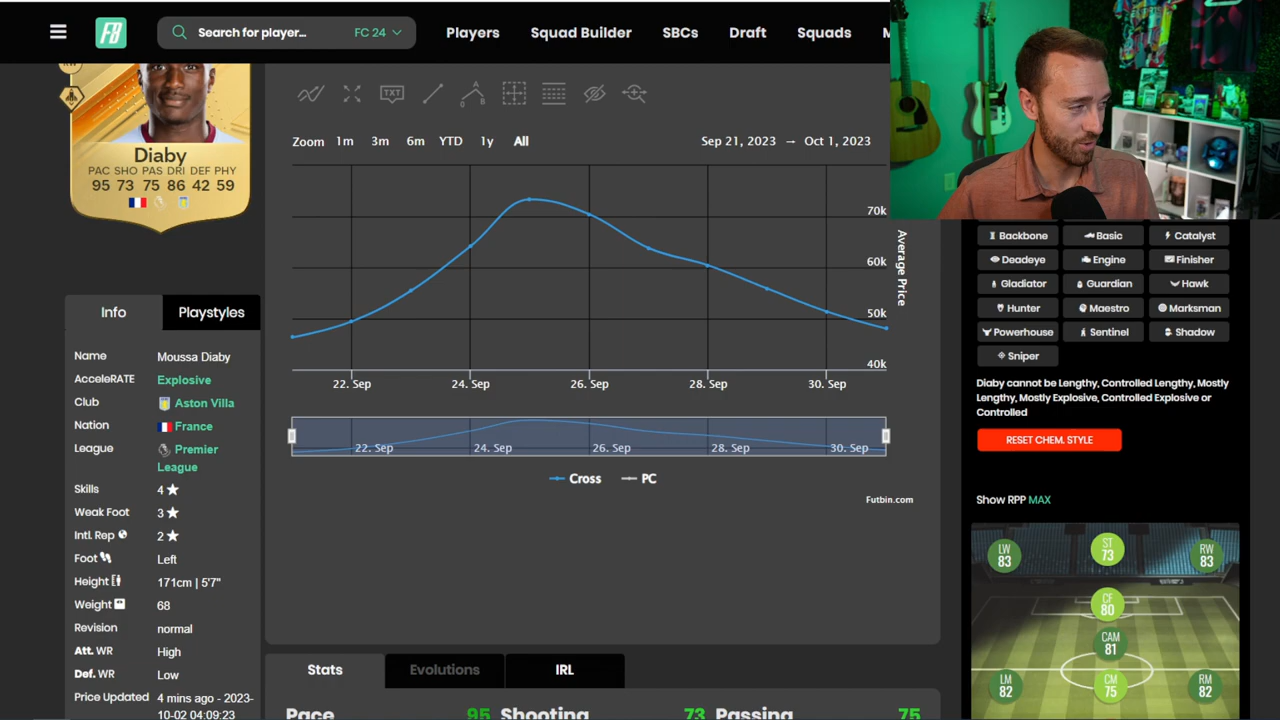 FB
Search for player...
FC 24
Players
Squad Builder
SBCs
Draft
Squads
M
RW
Diaby
PAC SHO PAS DRI DEF PHY
95 73 75 86 42 59
TXT
A
B
Zoom 1m 3m 6m YTD 1y All
Sep 21, 2023 → Oct 1, 2023
70k
60k
50k
40k
Average Price
22. Sep 24. Sep 26. Sep 28. Sep 30. Sep
22. Sep 24. Sep 26. Sep 28. Sep 30. Sep
Cross PC
Futbin.com
Info
Playstyles
Name Moussa Diaby
AcceleRATE Explosive
Club Aston Villa
Nation France
League Premier
League
Skills 4
Weak Foot 3
Intl. Rep 2
Foot Left
Height 171cm | 5'7"
Weight 68
Revision normal
Att. WR High
Def. WR Low
Price Updated 4 mins ago - 2023-
10-02 04:09:23
Stats
Evolutions
IRL
Pace 95 Shooting 73 Passing 75
Backbone Basic Catalyst
Deadeye Engine Finisher
Gladiator Guardian Hawk
Hunter Maestro Marksman
Powerhouse Sentinel Shadow
Sniper
Diaby cannot be Lengthy, Controlled Lengthy, Mostly
Lengthy, Mostly Explosive, Controlled Explosive or
Controlled
RESET CHEM. STYLE
Show RPP MAX
LW
83
ST
73
RW
83
CF
80
CAM
81
LM
82
CM
75
RM
82